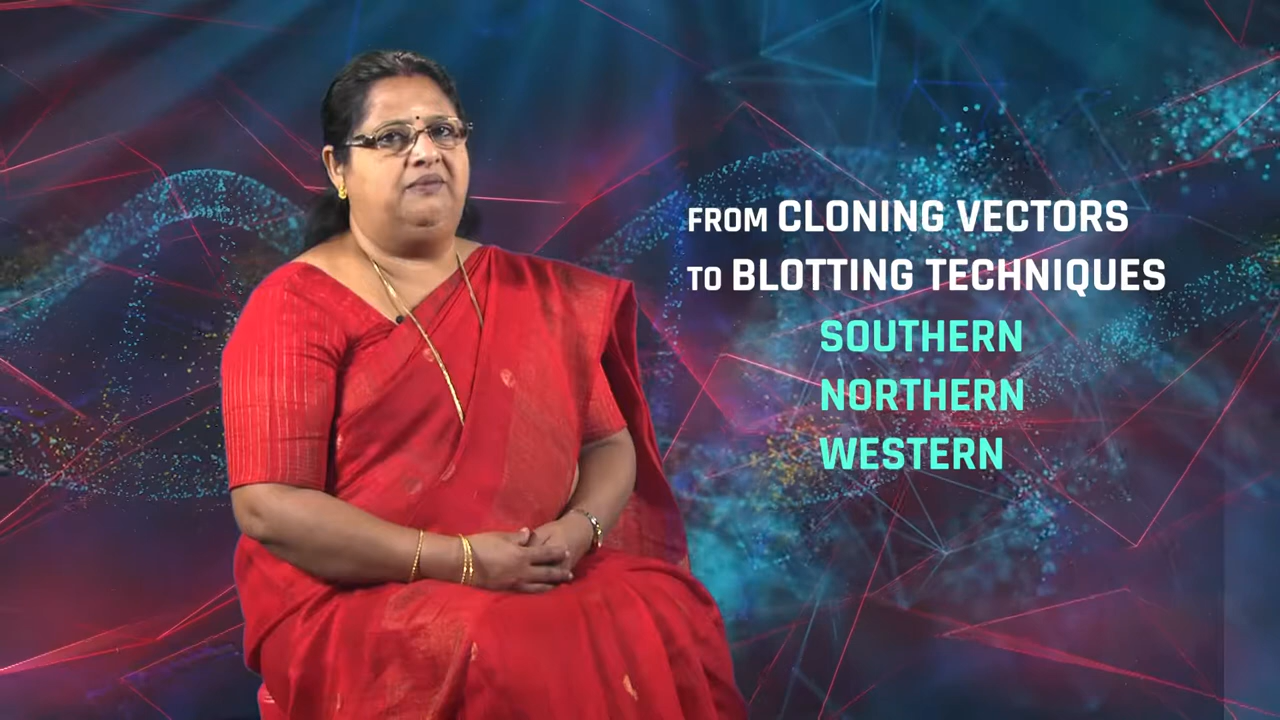 FROM CLONING VECTORS
TO BLOTTING TECHNIQUES
SOUTHERN
NORTHERN
WESTERN